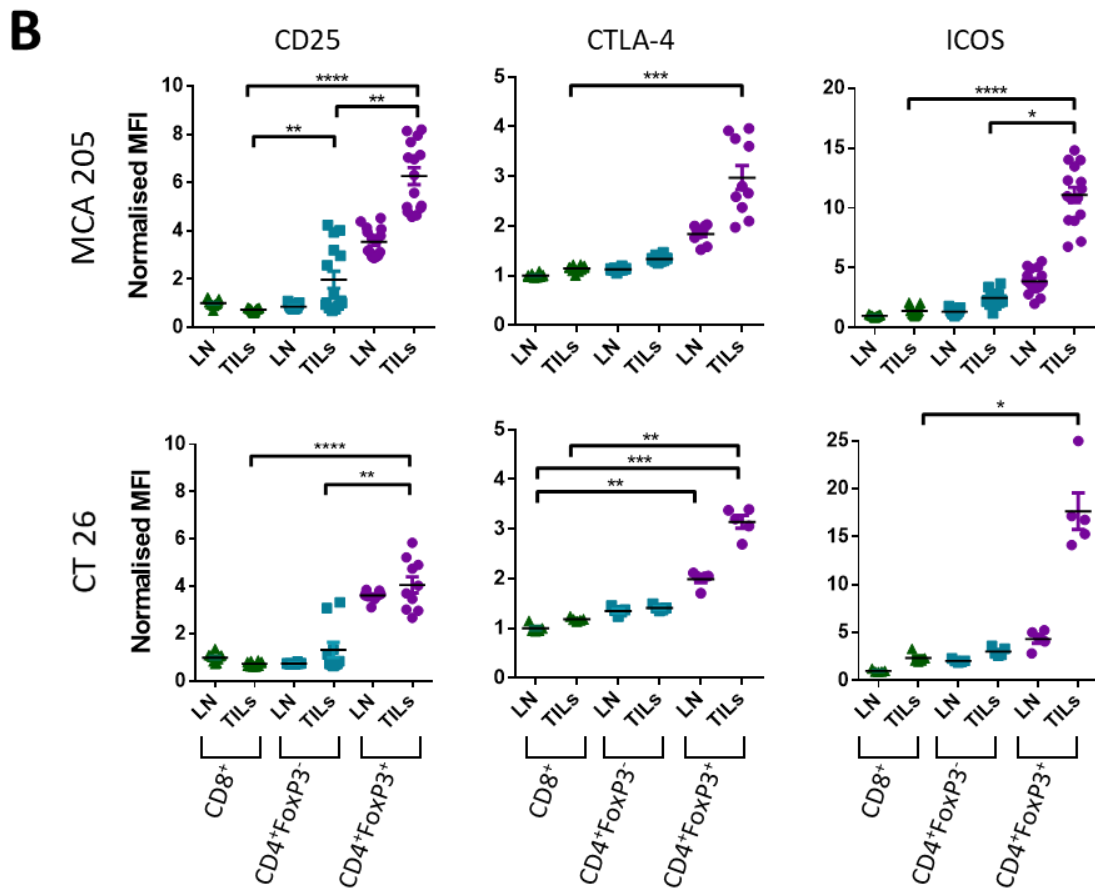 B
CD25 CTLA-4 ICOS
MCA 205
Normalised MFI
10
8
6
4
2
0
**** ** **
LN TILs LN TILs LN TILs
5
4
3
2
1
0
***
LN TILs LN TILs LN TILs
20
15
10
5
0
**** *
LN TILs LN TILs LN TILs
CT 26
Normalised MFI
10
8
6
4
2
0
**** **
LN TILs LN TILs LN TILs
CD8+ CD4+FoxP3- CD4+FoxP3+
5
4
3
2
1
0
** *** **
LN TILs LN TILs LN TILs
CD8+ CD4+FoxP3- CD4+FoxP3+
25
20
15
10
5
0
*
LN TILs LN TILs LN TILs
CD8+ CD4+FoxP3- CD4+FoxP3+